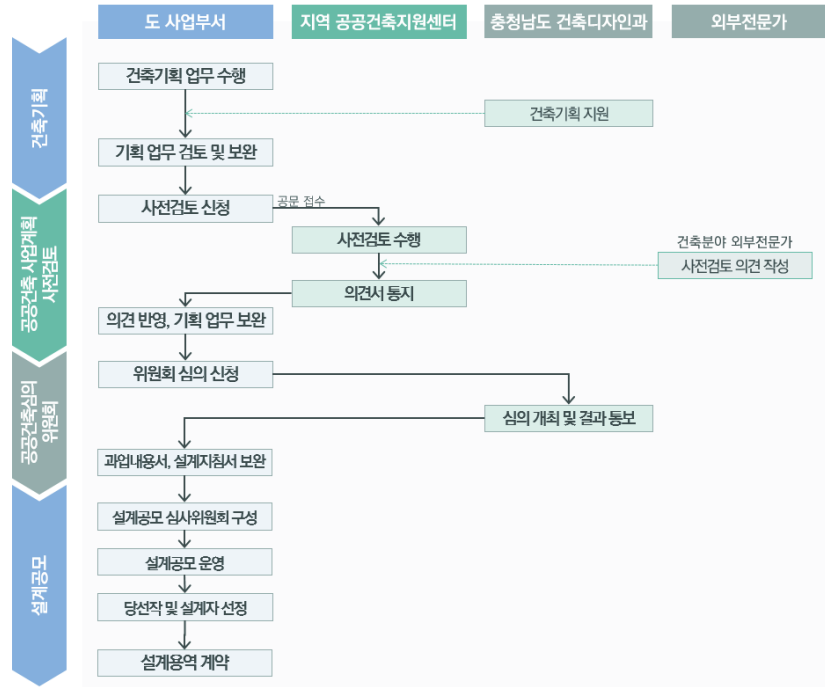 도 사업부서
지역 공공건축지원센터
충청남도 건축디자인과
외부전문가
건축기획
건축기획 업무 수행
건축기획 지원
기획 업무 검토 및 보완
사전검토 신청
공문 접수
공공건축 사업계획
사전검토
사전검토 수행
건축분야 외부전문가
사전검토 의견 작성
의견서 통지
의견 반영, 기획 업무 보완
위원회 심의 신청
공공건축심의
위원회
심의 개최 및 결과 통보
과업내용서, 설계지침서 보완
설계공모
설계공모 심사위원회 구성
설계공모 운영
당선작 및 설계자 선정
설계용역 계약